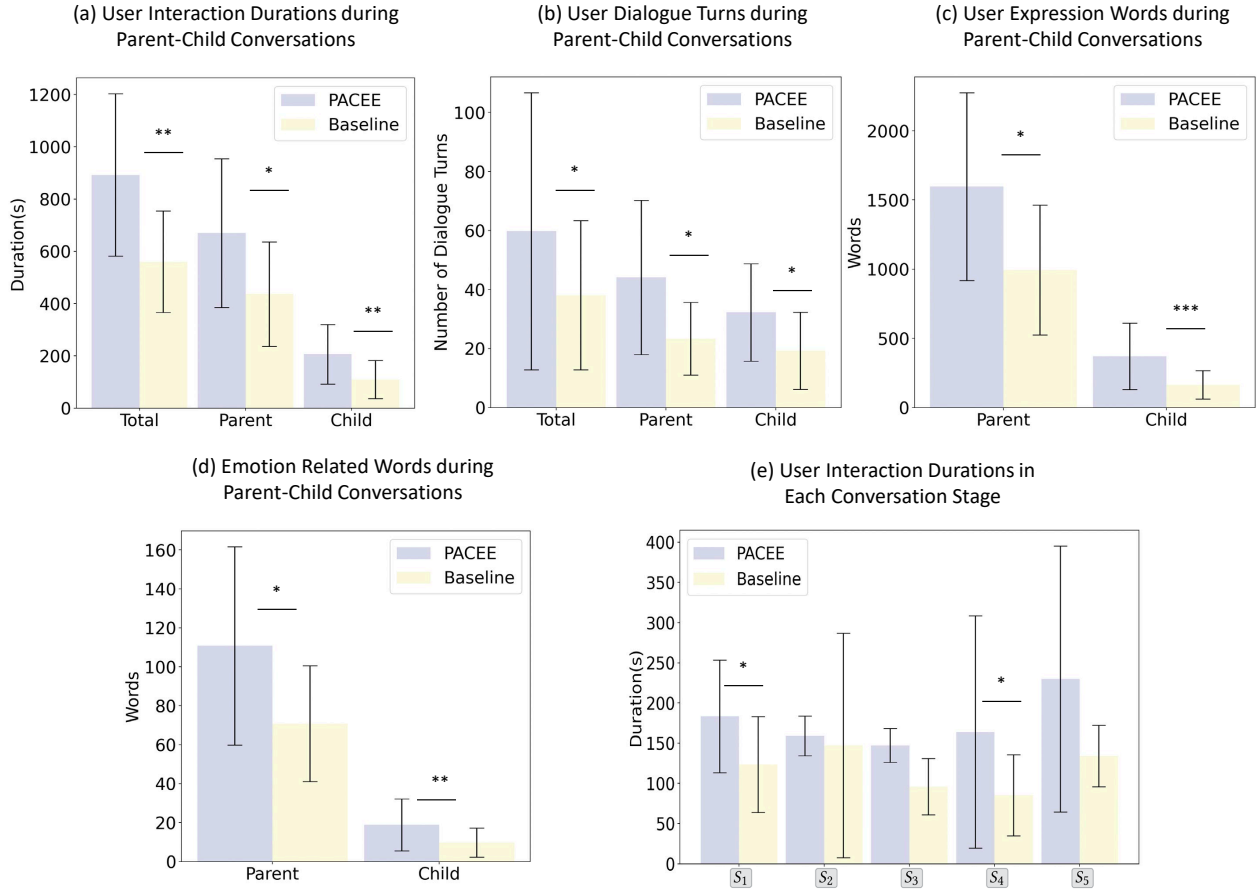 (a) User Interaction Durations during
Parent-Child Conversations
1200
1000
800
600
400
200
0
Duration(s)
PACEE
Baseline
**
*
**
Total Parent Child
(b) User Dialogue Turns during
Parent-Child Conversations
100
80
60
40
20
0
Number of Dialogue Turns
PACEE
Baseline
*
*
*
Total Parent Child
(c) User Expression Words during
Parent-Child Conversations
2000
1500
1000
500
0
Words
PACEE
Baseline
*
***
Parent Child
(d) Emotion Related Words during
Parent-Child Conversations
160
140
120
100
80
60
40
20
0
Words
PACEE
Baseline
*
**
Parent Child
(e) User Interaction Durations in
Each Conversation Stage
400
350
300
250
200
150
100
50
0
Duration(s)
PACEE
Baseline
*
*
S1 S2 S3 S4 S5